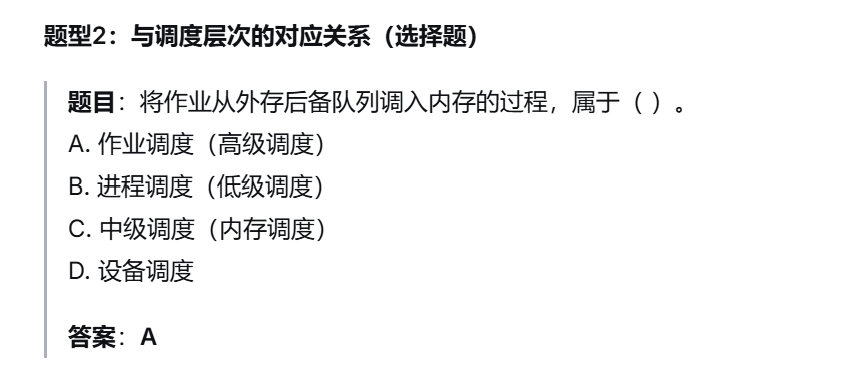 题型2：与调度层次的对应关系（选择题）
题目：将作业从外存后备队列调入内存的过程，属于（ ）。
A. 作业调度（高级调度）
B. 进程调度（低级调度）
C. 中级调度（内存调度）
D. 设备调度
答案：A